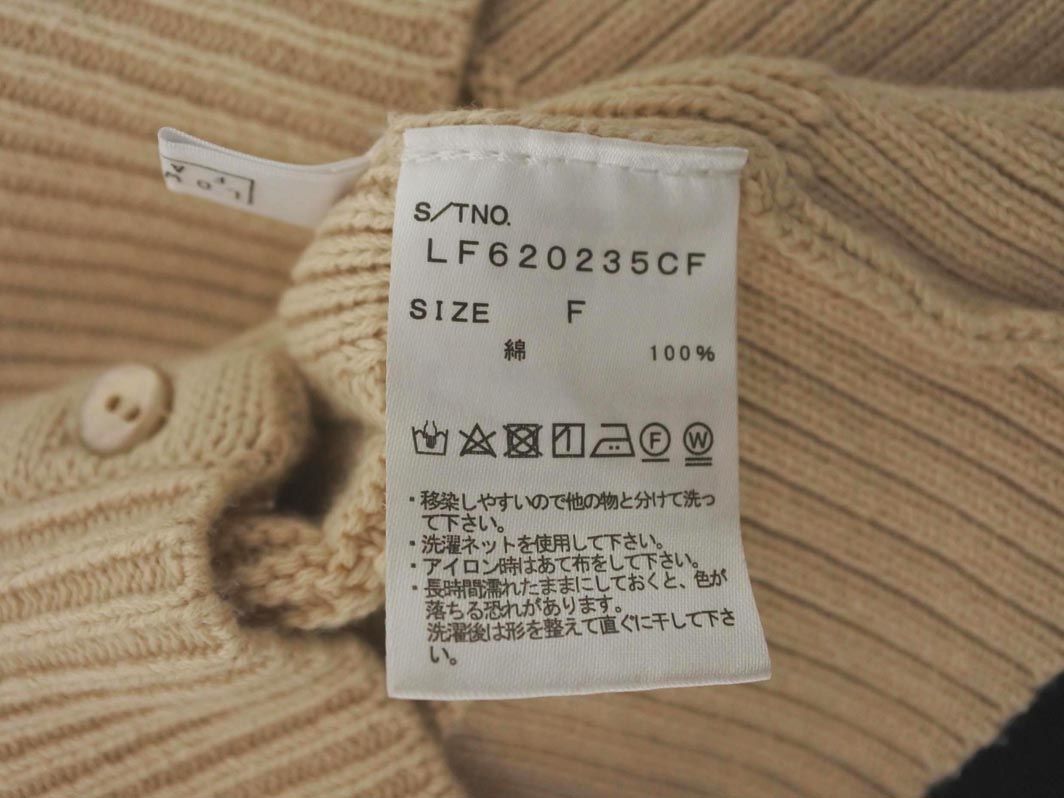 S/TNO.
LF620235CF
SIZE F
綿 100%
F W
・移染しやすいので他の物と分けて洗っ
て下さい。
・洗濯ネットを使用して下さい。
・アイロン時はあて布をして下さい。
・長時間濡れたままにしておくと、色が
落ちる恐れがあります。
洗濯後は形を整えて直ぐに干して下さ
い。